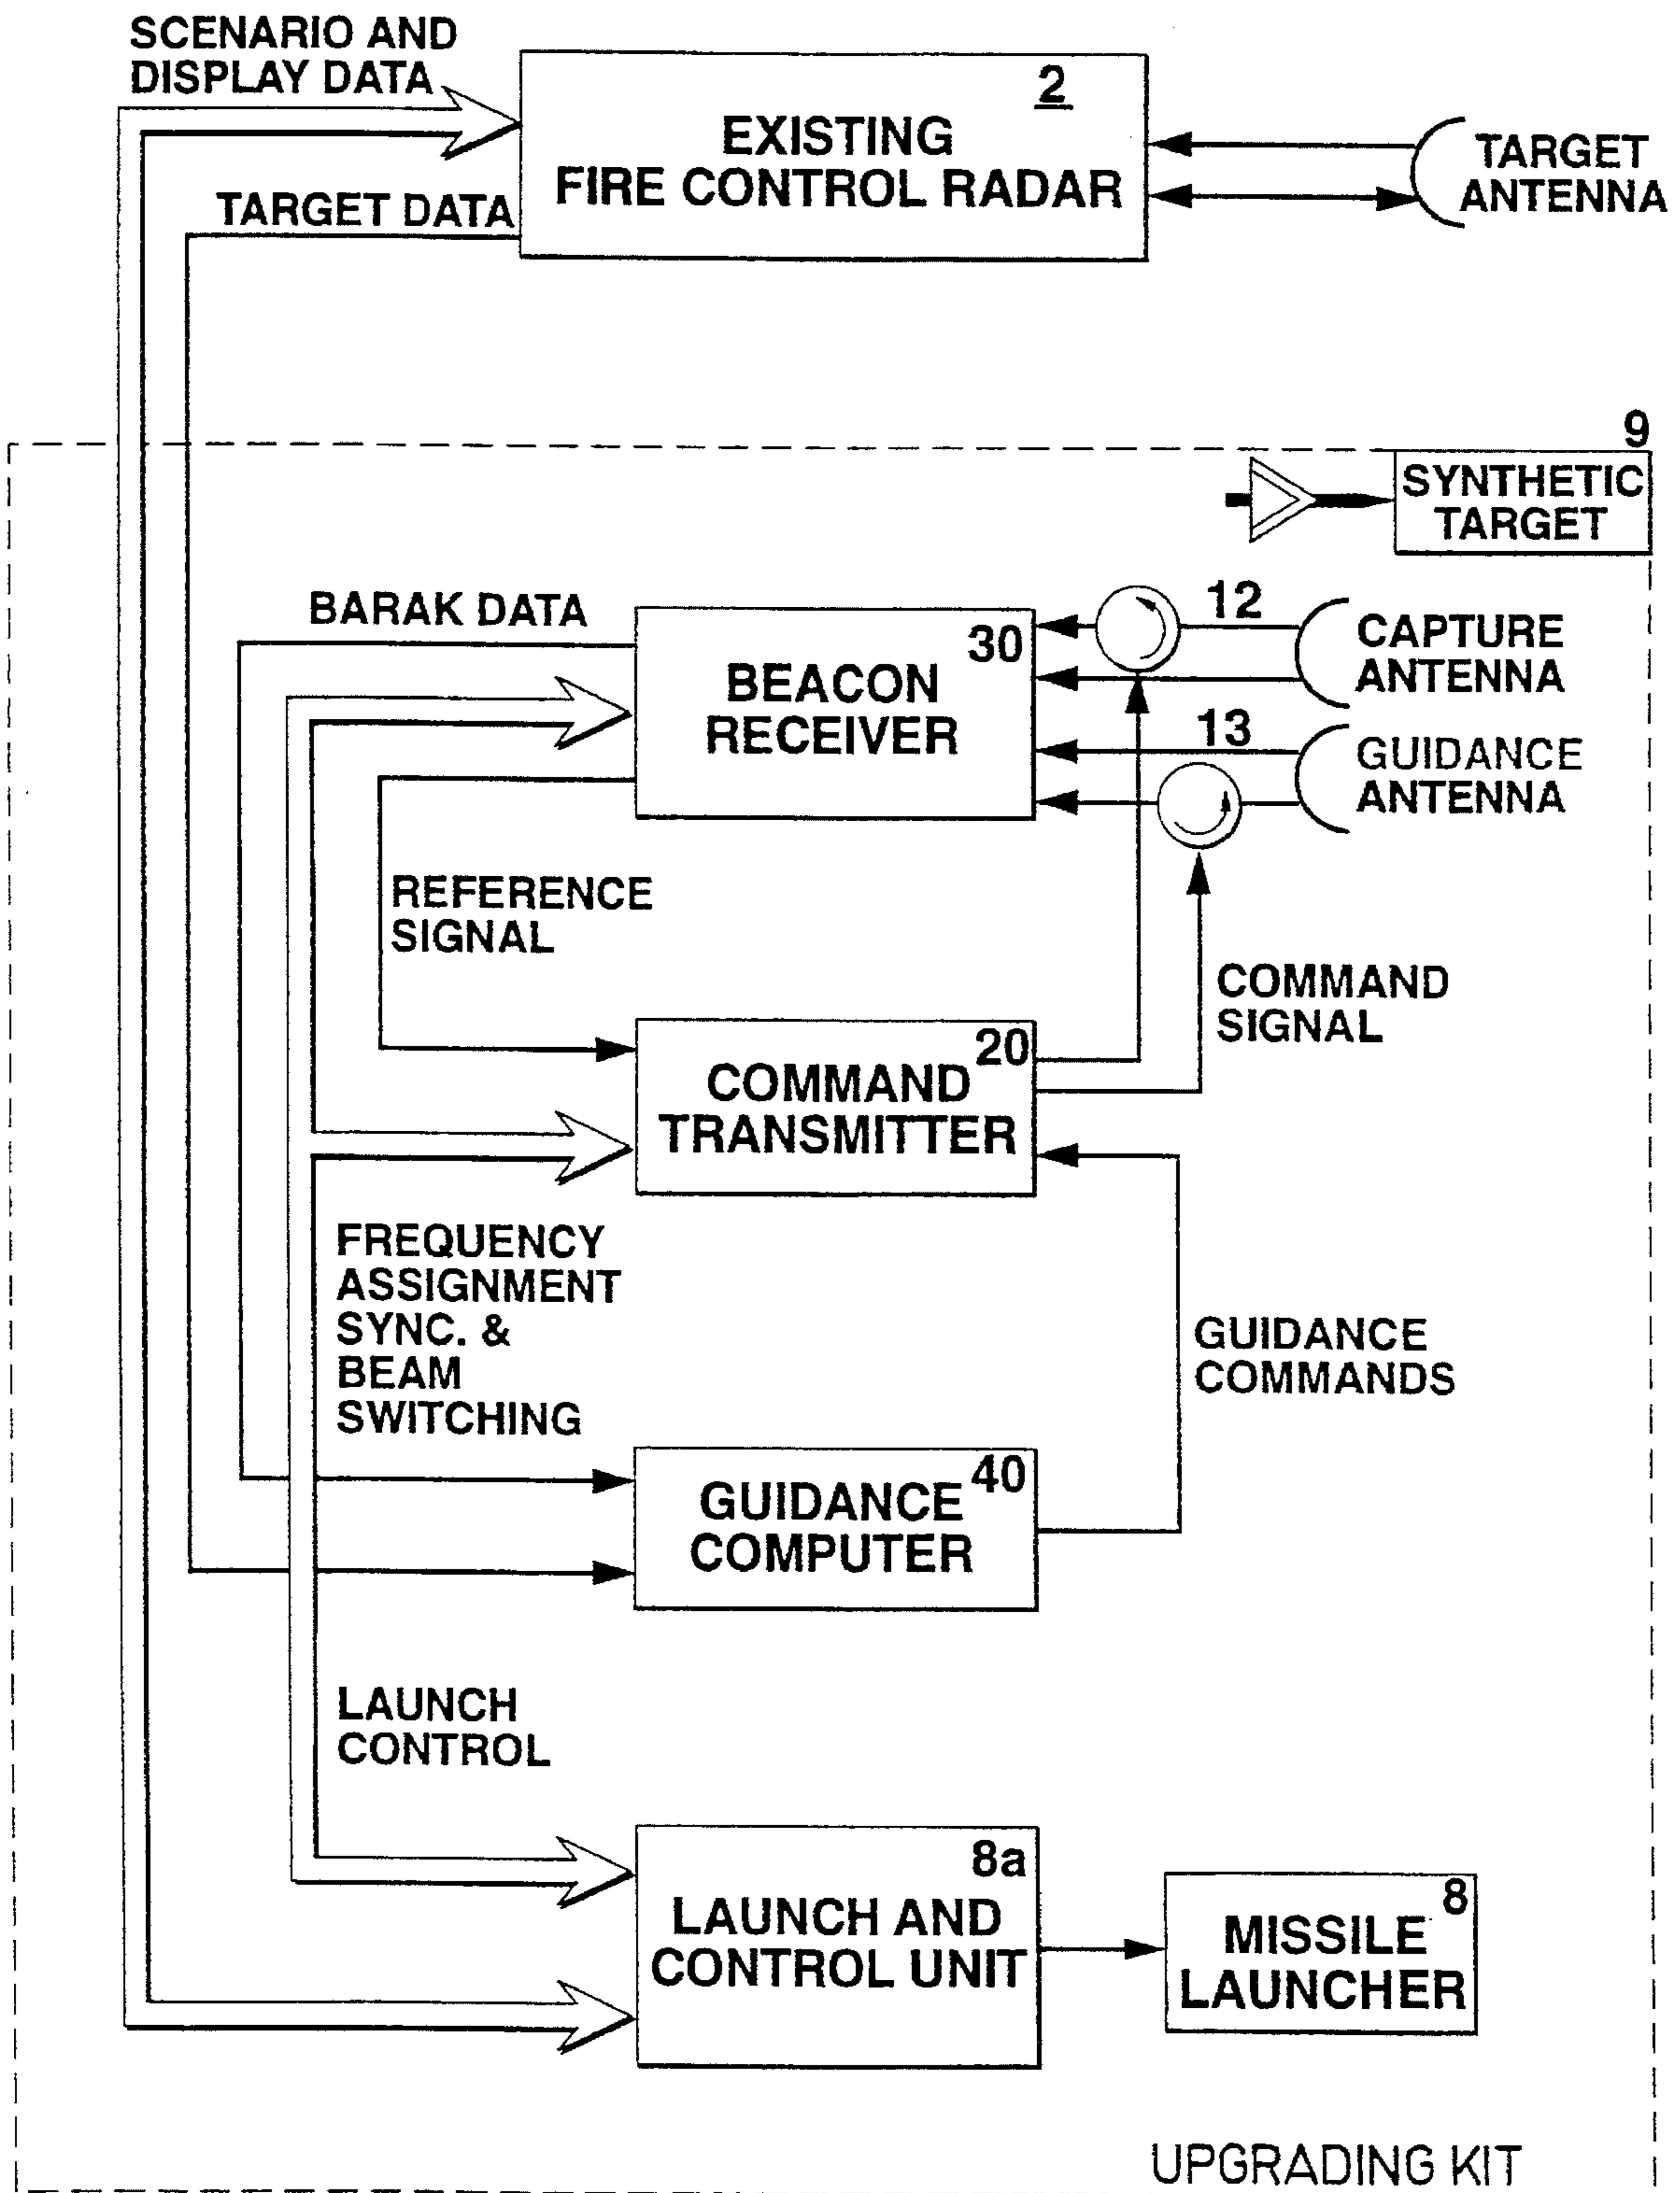 SCENARIO AND
DISPLAY DATA
2
EXISTING
FIRE CONTROL RADAR
TARGET
ANTENNA
TARGET DATA
9
SYNTHETIC
TARGET
BARAK DATA
30
BEACON
RECEIVER
12
CAPTURE
ANTENNA
13
GUIDANCE
ANTENNA
REFERENCE
SIGNAL
COMMAND
SIGNAL
20
COMMAND
TRANSMITTER
FREQUENCY
ASSIGNMENT
SYNC. &
BEAM
SWITCHING
GUIDANCE
COMMANDS
40
GUIDANCE
COMPUTER
LAUNCH
CONTROL
8a
LAUNCH AND
CONTROL UNIT
8
MISSILE
LAUNCHER
UPGRADING KIT